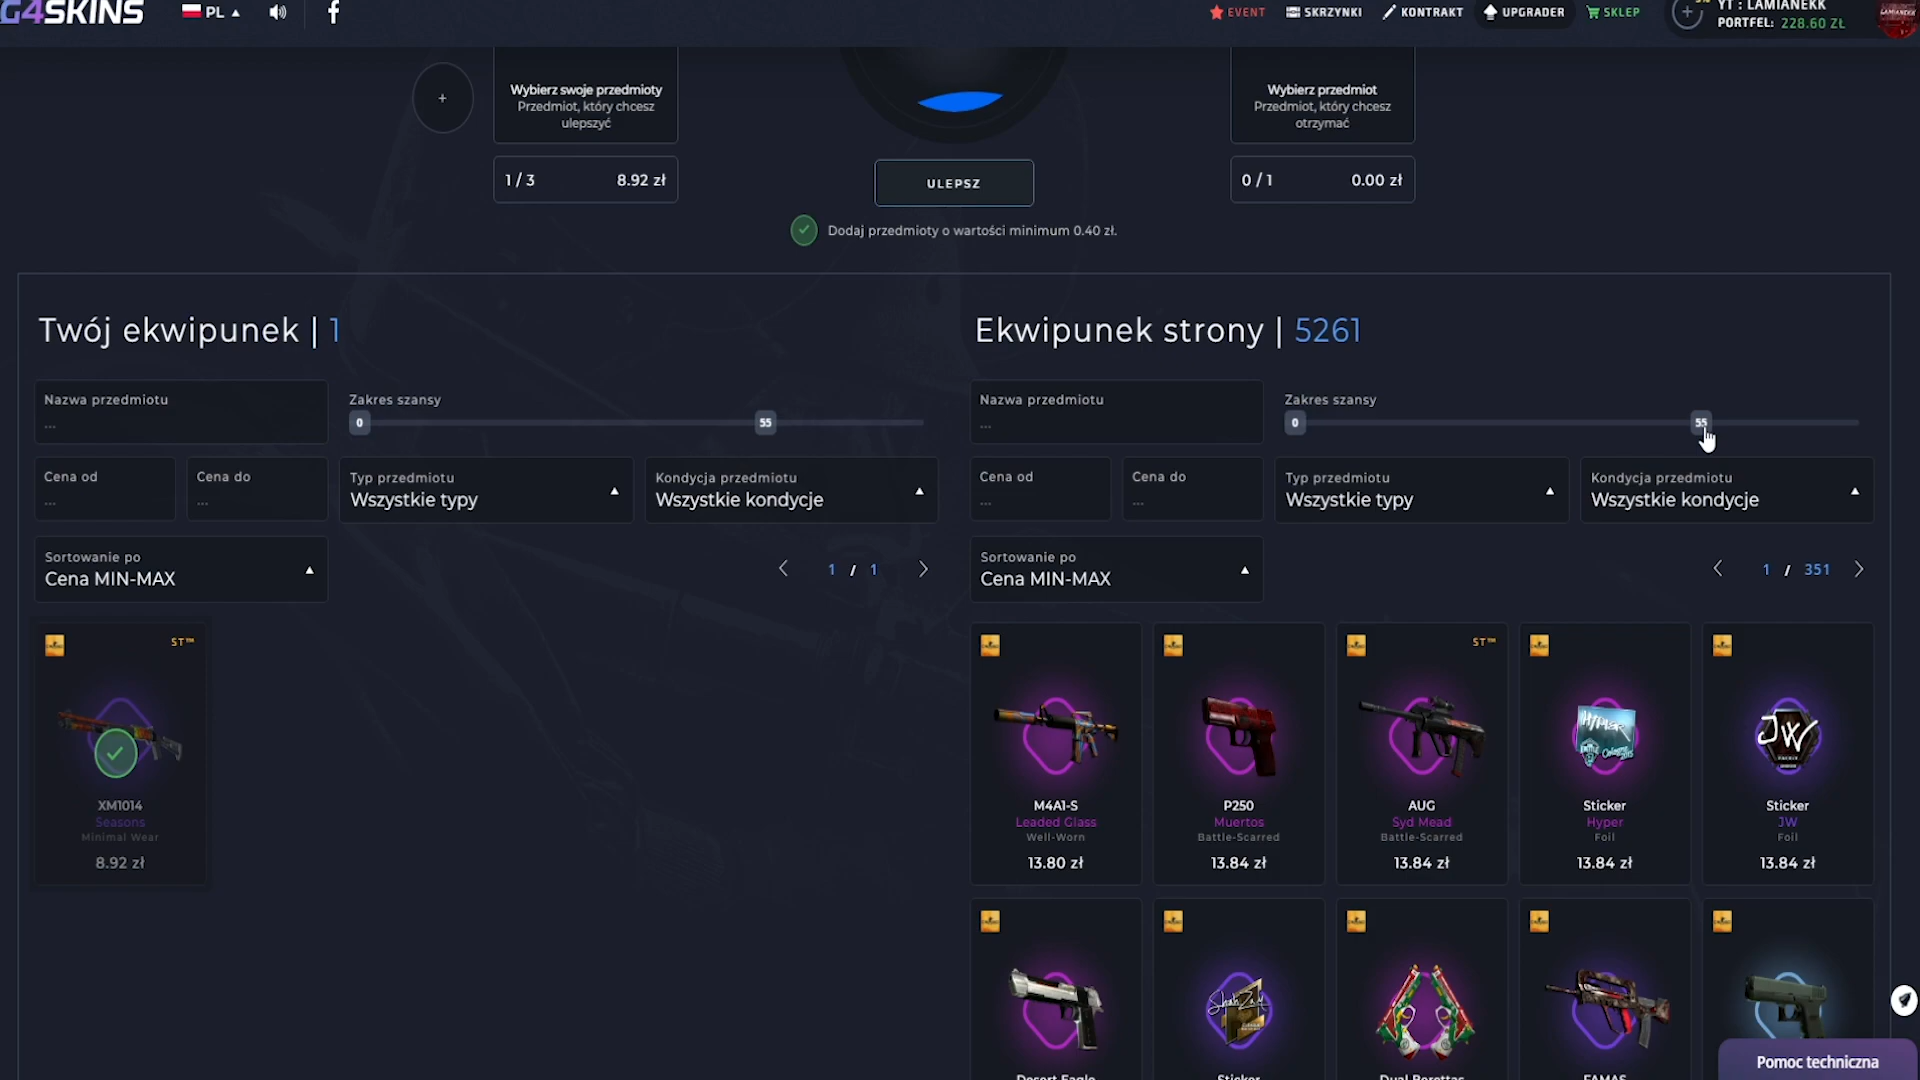 G4SKINS
PL
EVENT
SKRZYNKI
KONTRAKT
UPGRADER
SKLEP
YT : LAMIANEKK
PORTFEL: 228.60 ZŁ
+
Wybierz swoje przedmioty
Przedmiot, który chcesz
ulepszyć
1 / 3 8.92 zł
ULEPSZ
Wybierz przedmiot
Przedmiot, który chcesz
otrzymać
0 / 1 0.00 zł
Dodaj przedmioty o wartości minimum 0.40 zł.
Twój ekwipunek | 1
Nazwa przedmiotu
...
Zakres szansy
0 55
Cena od
...
Cena do
...
Typ przedmiotu
Wszystkie typy
Kondycja przedmiotu
Wszystkie kondycje
Sortowanie po
Cena MIN-MAX
1 / 1
ST™
XM1014
Seasons
Minimal Wear
8.92 zł
Ekwipunek strony | 5261
Nazwa przedmiotu
...
Zakres szansy
0 55
Cena od
...
Cena do
...
Typ przedmiotu
Wszystkie typy
Kondycja przedmiotu
Wszystkie kondycje
Sortowanie po
Cena MIN-MAX
1 / 351
M4A1-S
Leaded Glass
Well-Worn
13.80 zł
P250
Muertos
Battle-Scarred
13.84 zł
ST™
AUG
Syd Mead
Battle-Scarred
13.84 zł
Sticker
Hyper
Foil
13.84 zł
JW
Sticker
JW
Foil
13.84 zł
Desert Eagle
Sticker
Dual Berettas
FAMAS
Pomoc techniczna